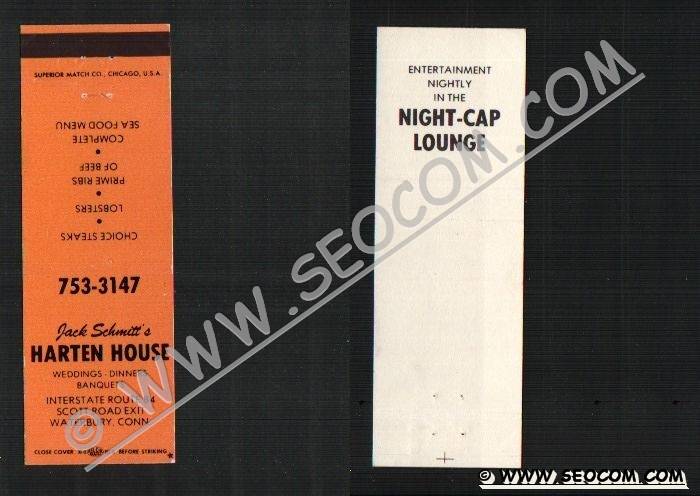 SUPERIOR MATCH CO., CHICAGO, U.S.A.
CHOICE STEAKS
•
LOBSTERS
•
PRIME RIBS
OF BEEF
•
COMPLETE
SEA FOOD MENU
753-3147
Jack Schmitt's
HARTEN HOUSE
WEDDINGS - DINNERS
BANQUETS
INTERSTATE ROUTE 84
SCOTT ROAD EXIT
WATERBURY, CONN.
CLOSE COVER BEFORE STRIKING
ENTERTAINMENT
NIGHTLY
IN THE
NIGHT-CAP
LOUNGE
© WWW.SEOCOM.COM
© WWW.SEOCOM.COM